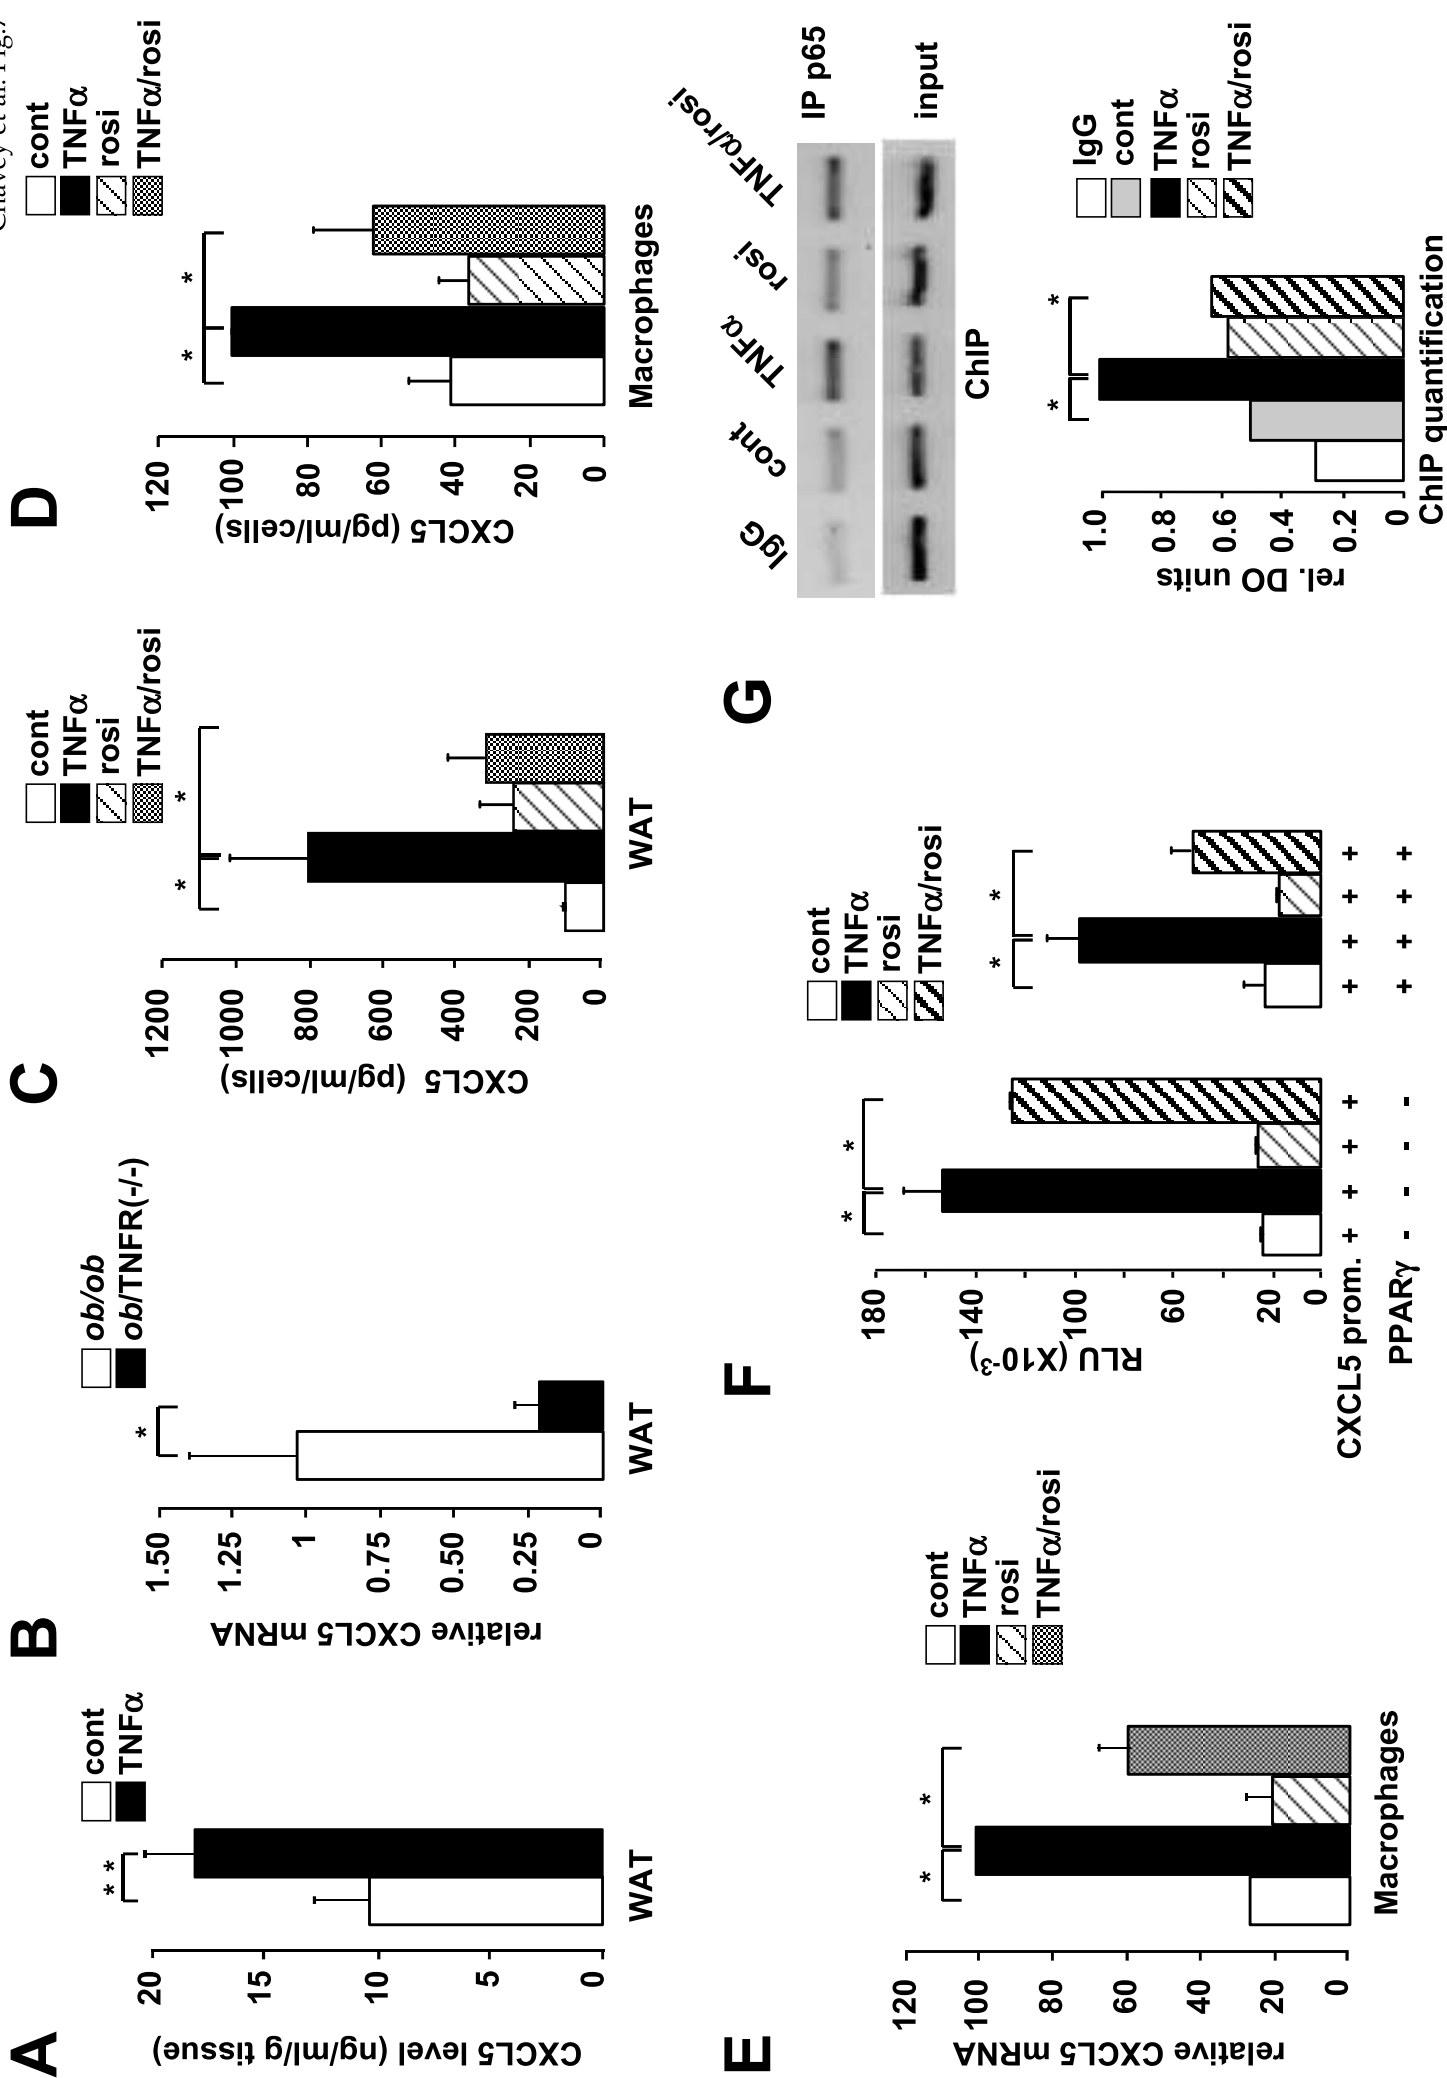 Chavey et al. Fig.7
A
cont
TNFα
* *
20
15
10
5
0
CXCL5 level (ng/ml/g tissue)
WAT
B
ob/ob
ob/TNFR(-/-)
*
1.50
1.25
1
0.75
0.50
0.25
0
relative CXCL5 mRNA
WAT
C
cont
TNFα
rosi
TNFα/rosi
* *
1200
1000
800
600
400
200
0
CXCL5 (pg/ml/cells)
WAT
D
cont
TNFα
rosi
TNFα/rosi
* *
120
100
80
60
40
20
0
CXCL5 (pg/ml/cells)
Macrophages
E
cont
TNFα
rosi
TNFα/rosi
* *
120
100
80
60
40
20
0
relative CXCL5 mRNA
Macrophages
F
cont
TNFα
rosi
TNFα/rosi
* * * *
180
140
100
60
20
0
RLU (X10-3)
CXCL5 prom. + + + + + + + +
PPARγ - - - - + + + +
G
IgG cont TNFα rosi TNFα/rosi
IP p65
input
ChIP
IgG
cont
TNFα
rosi
TNFα/rosi
* *
1.0
0.8
0.6
0.4
0.2
0
rel. DO units
ChIP quantification